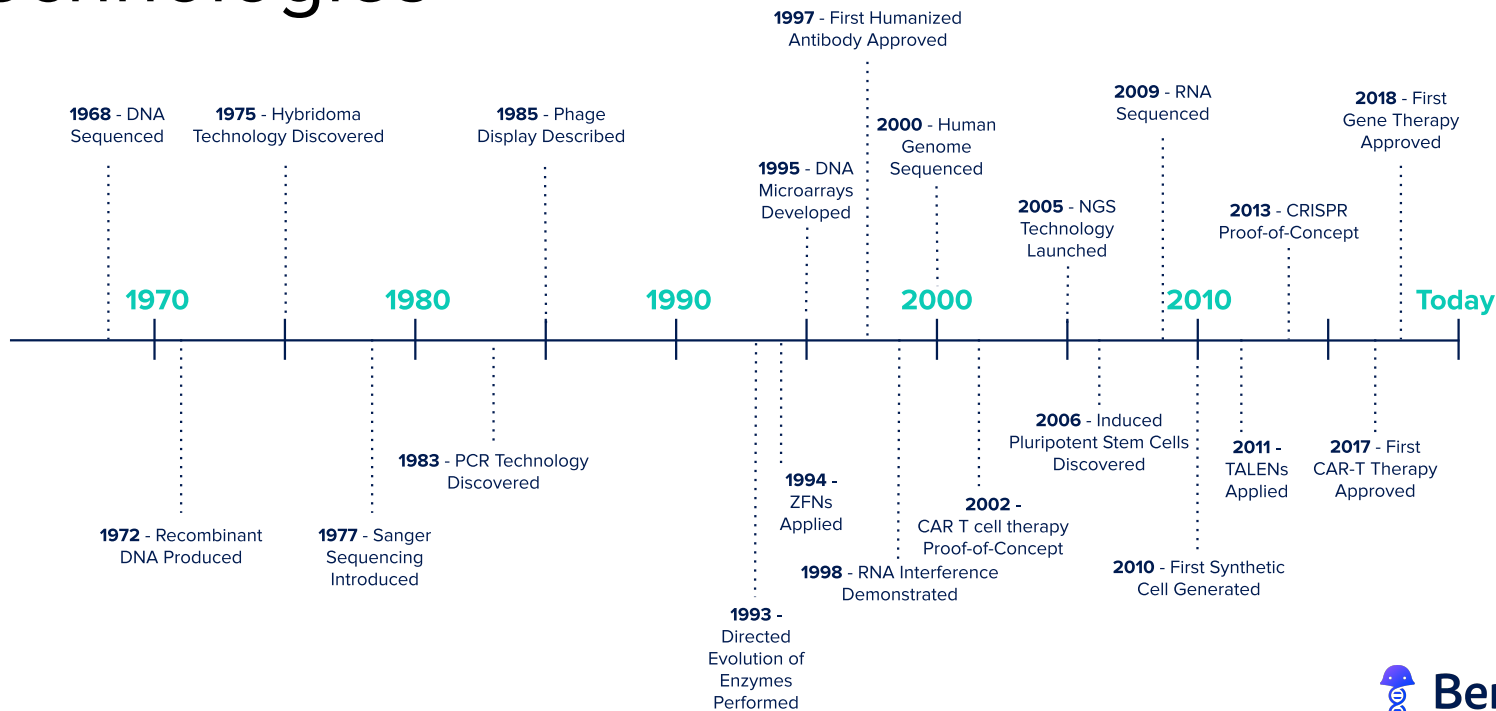 1997 - First Humanized
Antibody Approved
1968 - DNA
Sequenced
1975 - Hybridoma
Technology Discovered
1985 - Phage
Display Described
1995 - DNA
Microarrays
Developed
2000 - Human
Genome
Sequenced
2005 - NGS
Technology
Launched
2009 - RNA
Sequenced
2013 - CRISPR
Proof-of-Concept
2018 - First
Gene Therapy
Approved
1970
1980
1990
2000
2010
Today
1972 - Recombinant
DNA Produced
1977 - Sanger
Sequencing
Introduced
1983 - PCR Technology
Discovered
1993 -
Directed
Evolution of
Enzymes
Performed
1994 -
ZFNs
Applied
1998 - RNA Interference
Demonstrated
2002 -
CAR T cell therapy
Proof-of-Concept
2006 - Induced
Pluripotent Stem Cells
Discovered
2010 - First Synthetic
Cell Generated
2011 -
TALENs
Applied
2017 - First
CAR-T Therapy
Approved